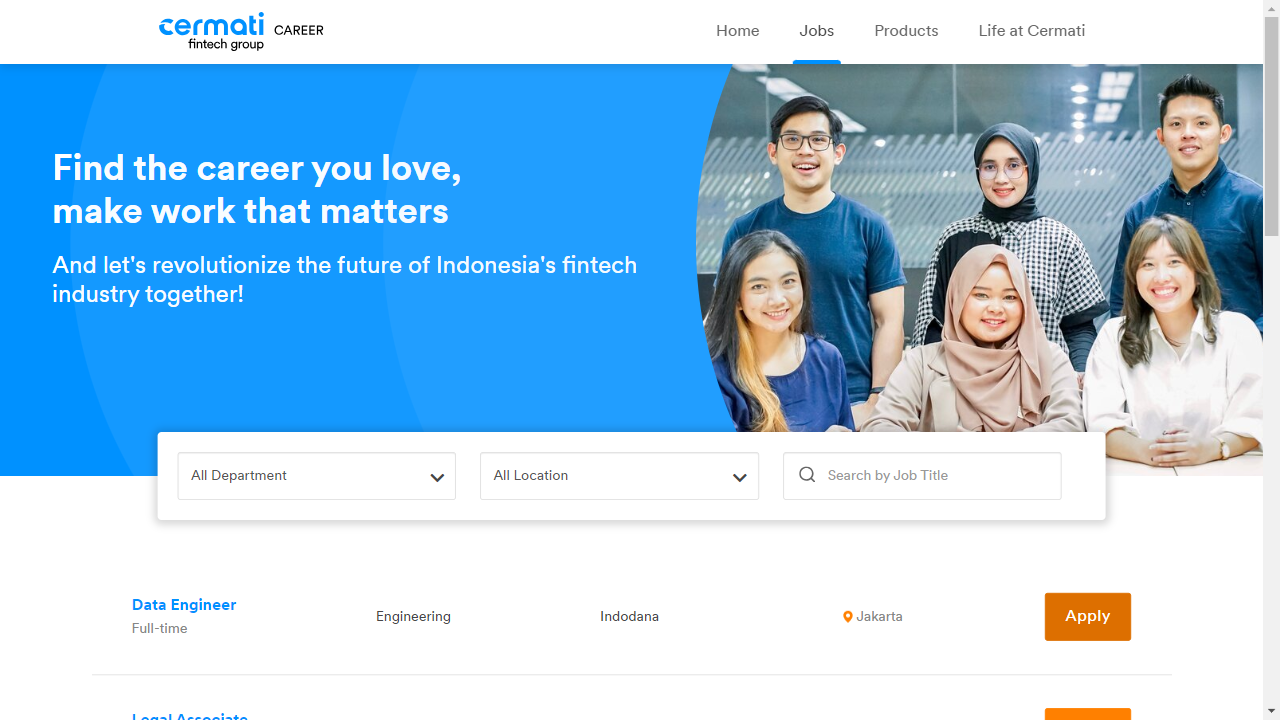 cermati CAREER
fintech group
Home Jobs Products Life at Cermati
Find the career you love,
make work that matters
And let's revolutionize the future of Indonesia's fintech
industry together!
All Department All Location Search by Job Title
Data Engineer
Full-time
Engineering Indodana Jakarta Apply
Legal Associate